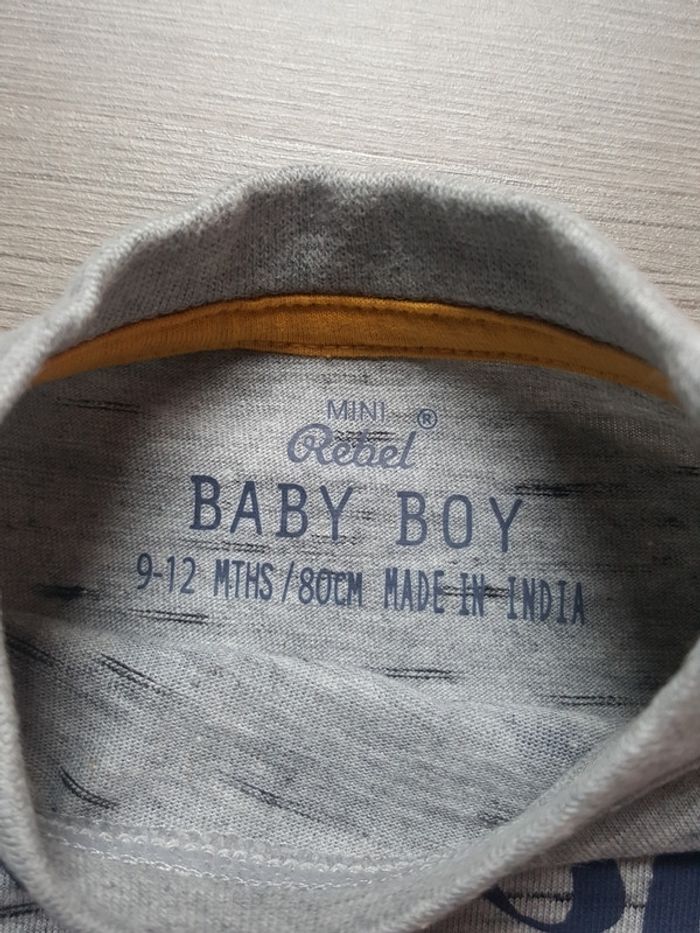 MINI
Rebel®
BABY BOY
9-12 MTHS/80CM MADE IN INDIA